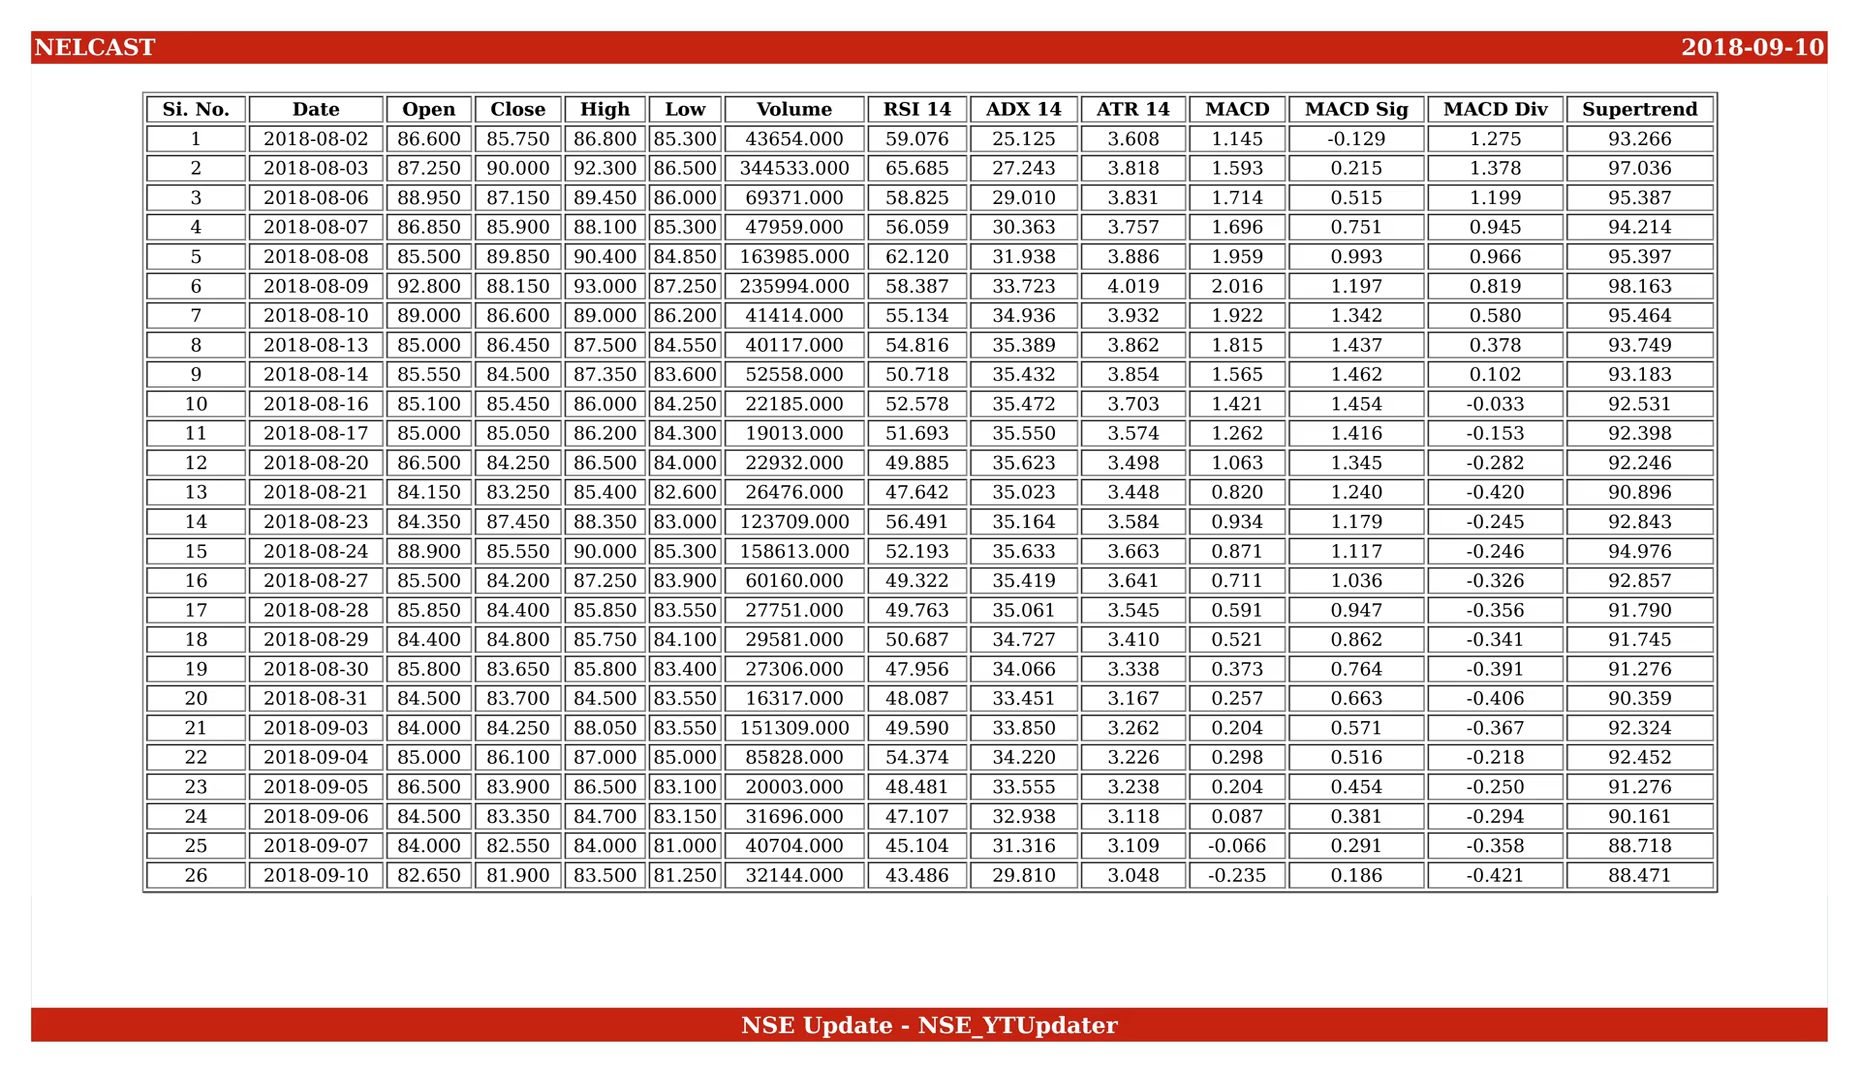 NELCAST 2018-09-10
Si. No. Date Open Close High Low Volume RSI 14 ADX 14 ATR 14 MACD MACD Sig MACD Div Supertrend
1 2018-08-02 86.600 85.750 86.800 85.300 43654.000 59.076 25.125 3.608 1.145 -0.129 1.275 93.266
2 2018-08-03 87.250 90.000 92.300 86.500 344533.000 65.685 27.243 3.818 1.593 0.215 1.378 97.036
3 2018-08-06 88.950 87.150 89.450 86.000 69371.000 58.825 29.010 3.831 1.714 0.515 1.199 95.387
4 2018-08-07 86.850 85.900 88.100 85.300 47959.000 56.059 30.363 3.757 1.696 0.751 0.945 94.214
5 2018-08-08 85.500 89.850 90.400 84.850 163985.000 62.120 31.938 3.886 1.959 0.993 0.966 95.397
6 2018-08-09 92.800 88.150 93.000 87.250 235994.000 58.387 33.723 4.019 2.016 1.197 0.819 98.163
7 2018-08-10 89.000 86.600 89.000 86.200 41414.000 55.134 34.936 3.932 1.922 1.342 0.580 95.464
8 2018-08-13 85.000 86.450 87.500 84.550 40117.000 54.816 35.389 3.862 1.815 1.437 0.378 93.749
9 2018-08-14 85.550 84.500 87.350 83.600 52558.000 50.718 35.432 3.854 1.565 1.462 0.102 93.183
10 2018-08-16 85.100 85.450 86.000 84.250 22185.000 52.578 35.472 3.703 1.421 1.454 -0.033 92.531
11 2018-08-17 85.000 85.050 86.200 84.300 19013.000 51.693 35.550 3.574 1.262 1.416 -0.153 92.398
12 2018-08-20 86.500 84.250 86.500 84.000 22932.000 49.885 35.623 3.498 1.063 1.345 -0.282 92.246
13 2018-08-21 84.150 83.250 85.400 82.600 26476.000 47.642 35.023 3.448 0.820 1.240 -0.420 90.896
14 2018-08-23 84.350 87.450 88.350 83.000 123709.000 56.491 35.164 3.584 0.934 1.179 -0.245 92.843
15 2018-08-24 88.900 85.550 90.000 85.300 158613.000 52.193 35.633 3.663 0.871 1.117 -0.246 94.976
16 2018-08-27 85.500 84.200 87.250 83.900 60160.000 49.322 35.419 3.641 0.711 1.036 -0.326 92.857
17 2018-08-28 85.850 84.400 85.850 83.550 27751.000 49.763 35.061 3.545 0.591 0.947 -0.356 91.790
18 2018-08-29 84.400 84.800 85.750 84.100 29581.000 50.687 34.727 3.410 0.521 0.862 -0.341 91.745
19 2018-08-30 85.800 83.650 85.800 83.400 27306.000 47.956 34.066 3.338 0.373 0.764 -0.391 91.276
20 2018-08-31 84.500 83.700 84.500 83.550 16317.000 48.087 33.451 3.167 0.257 0.663 -0.406 90.359
21 2018-09-03 84.000 84.250 88.050 83.550 151309.000 49.590 33.850 3.262 0.204 0.571 -0.367 92.324
22 2018-09-04 85.000 86.100 87.000 85.000 85828.000 54.374 34.220 3.226 0.298 0.516 -0.218 92.452
23 2018-09-05 86.500 83.900 86.500 83.100 20003.000 48.481 33.555 3.238 0.204 0.454 -0.250 91.276
24 2018-09-06 84.500 83.350 84.700 83.150 31696.000 47.107 32.938 3.118 0.087 0.381 -0.294 90.161
25 2018-09-07 84.000 82.550 84.000 81.000 40704.000 45.104 31.316 3.109 -0.066 0.291 -0.358 88.718
26 2018-09-10 82.650 81.900 83.500 81.250 32144.000 43.486 29.810 3.048 -0.235 0.186 -0.421 88.471
NSE Update - NSE_YTUpdater